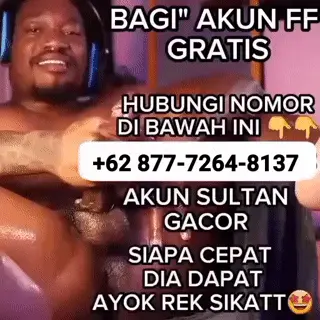 BAGI" AKUN FF
GRATIS
HUBUNGI NOMOR
DI BAWAH INI 👇👇
+62 877-7264-8137
AKUN SULTAN
GACOR
SIAPA CEPAT
DIA DAPAT
AYOK REK SIKATT🤩